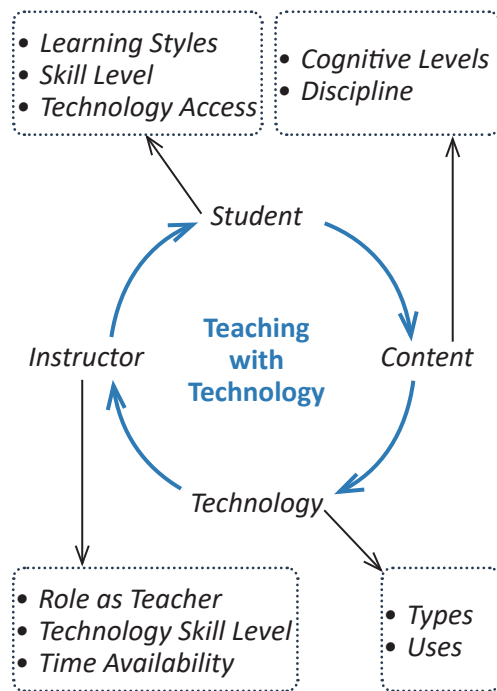 • Learning Styles
• Skill Level
• Technology Access
• Cognitive Levels
• Discipline
Student
Teaching
with
Technology
Instructor
Content
Technology
• Role as Teacher
• Technology Skill Level
• Time Availability
• Types
• Uses